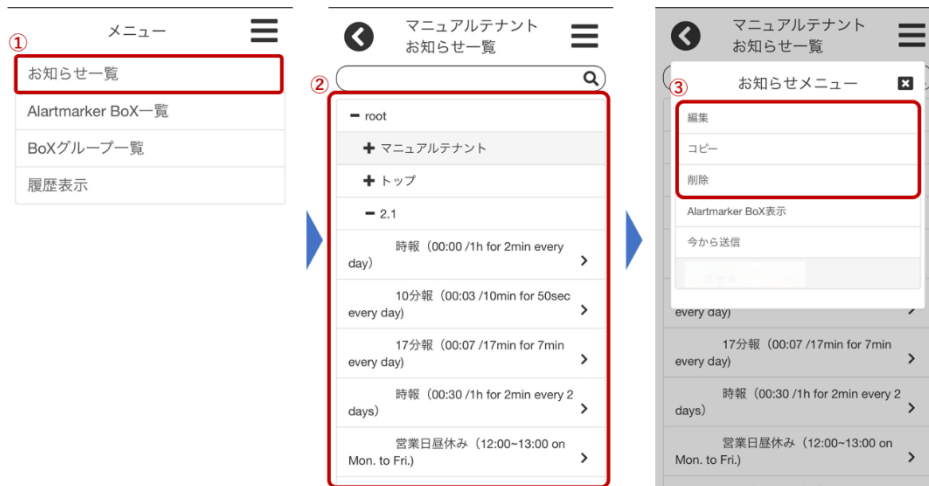 ①
メニュー
お知らせ一覧
Alartmarker BoX一覧
BoXグループ一覧
履歴表示
②
マニュアルテナント
お知らせ一覧
root
マニュアルテナント
トップ
2.1
時報（00:00 /1h for 2min every
day）
10分報（00:03 /10min for 50sec
every day)
17分報（00:07 /17min for 7min
every day)
時報（00:30 /1h for 2min every 2
days）
営業日昼休み（12:00~13:00 on
Mon. to Fri.)
マニュアルテナント
お知らせ一覧
③
お知らせメニュー
編集
コピー
削除
Alartmarker BoX表示
今から送信
every day)
17分報（00:07 /17min for 7min
every day)
時報（00:30 /1h for 2min every 2
days）
営業日昼休み（12:00~13:00 on
Mon. to Fri.)